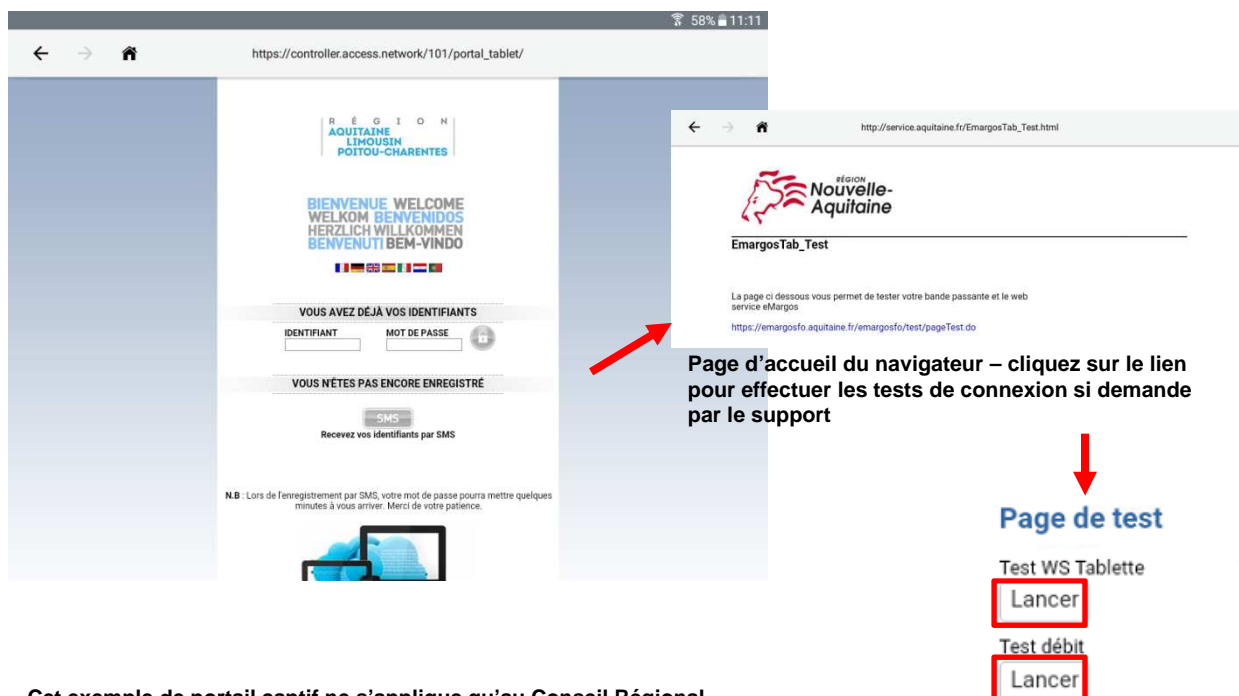 58% 11:11
https://controller.access.network/101/portal_tablet/
RÉGION
AQUITAINE
LIMOUSIN
POITOU-CHARENTES
BIENVENUE WELCOME
WELKOM BENVENIDOS
HERZLICH WILLKOMMEN
BENVENUTI BEM-VINDO
VOUS AVEZ DÉJÀ VOS IDENTIFIANTS
IDENTIFIANT MOT DE PASSE
VOUS N'ÊTES PAS ENCORE ENREGISTRÉ
SMS
Recevez vos identifiants par SMS
N.B : Lors de l'enregistrement par SMS, votre mot de passe pourra mettre quelques
minutes à vous arriver. Merci de votre patience.
http://service.aquitaine.fr/EmargosTab_Test.html
RÉGION
Nouvelle-
Aquitaine
EmargosTab_Test
La page ci dessous vous permet de tester votre bande passante et le web
service eMargos
https://emargosfo.aquitaine.fr/emargosfo/test/pageTest.do
Page d'accueil du navigateur – cliquez sur le lien
pour effectuer les tests de connexion si demande
par le support
Page de test
Test WS Tablette
Lancer
Test débit
Lancer
Cet exemple de portail captif ne s'applique qu'au Conseil Régional